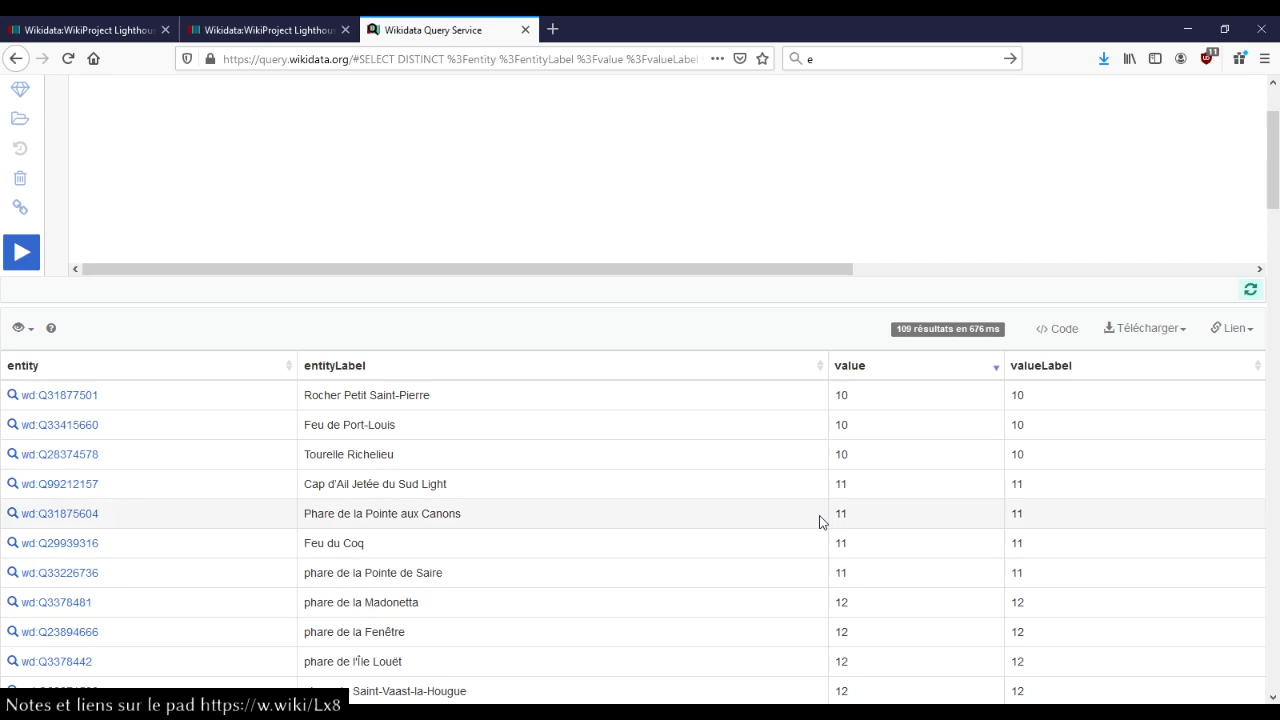 Wikidata:WikiProject Lighthous
Wikidata:WikiProject Lighthous
Wikidata Query Service
https://query.wikidata.org/#SELECT DISTINCT %3Fentity %3FentityLabel %3Fvalue %3FvalueLabel
e
11
109 résultats en 676 ms
</> Code
Télécharger
Lien
entity entityLabel value valueLabel
wd:Q31877501 Rocher Petit Saint-Pierre 10 10
wd:Q33415660 Feu de Port-Louis 10 10
wd:Q28374578 Tourelle Richelieu 10 10
wd:Q99212157 Cap d'Ail Jetée du Sud Light 11 11
wd:Q31875604 Phare de la Pointe aux Canons 11 11
wd:Q29939316 Feu du Coq 11 11
wd:Q33226736 phare de la Pointe de Saire 11 11
wd:Q3378481 phare de la Madonetta 12 12
wd:Q23894666 phare de la Fenêtre 12 12
wd:Q3378442 phare de l'Île Louët 12 12
Saint-Vaast-la-Hougue 12 12
Notes et liens sur le pad https://w.wiki/Lx8